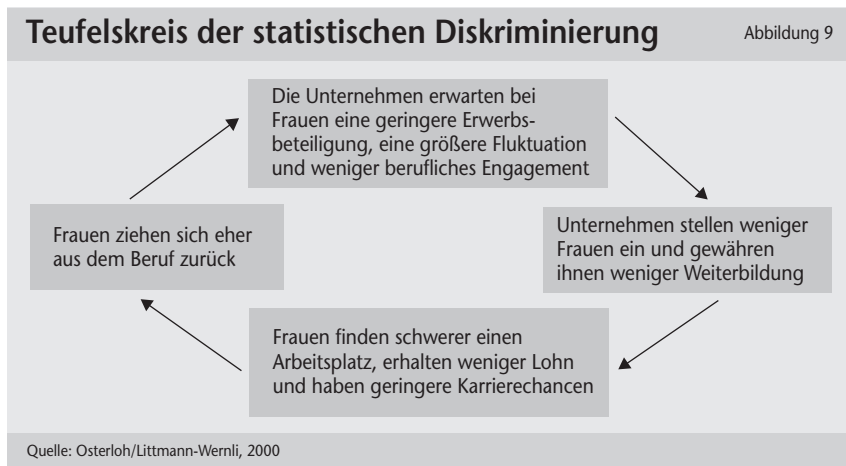 Teufelskreis der statistischen Diskriminierung
Abbildung 9
Die Unternehmen erwarten bei
Frauen eine geringere Erwerbs-
beteiligung, eine größere Fluktuation
und weniger berufliches Engagement
Unternehmen stellen weniger
Frauen ein und gewähren
ihnen weniger Weiterbildung
Frauen finden schwerer einen
Arbeitsplatz, erhalten weniger Lohn
und haben geringere Karrierechancen
Frauen ziehen sich eher
aus dem Beruf zurück
Quelle: Osterloh/Littmann-Wernli, 2000